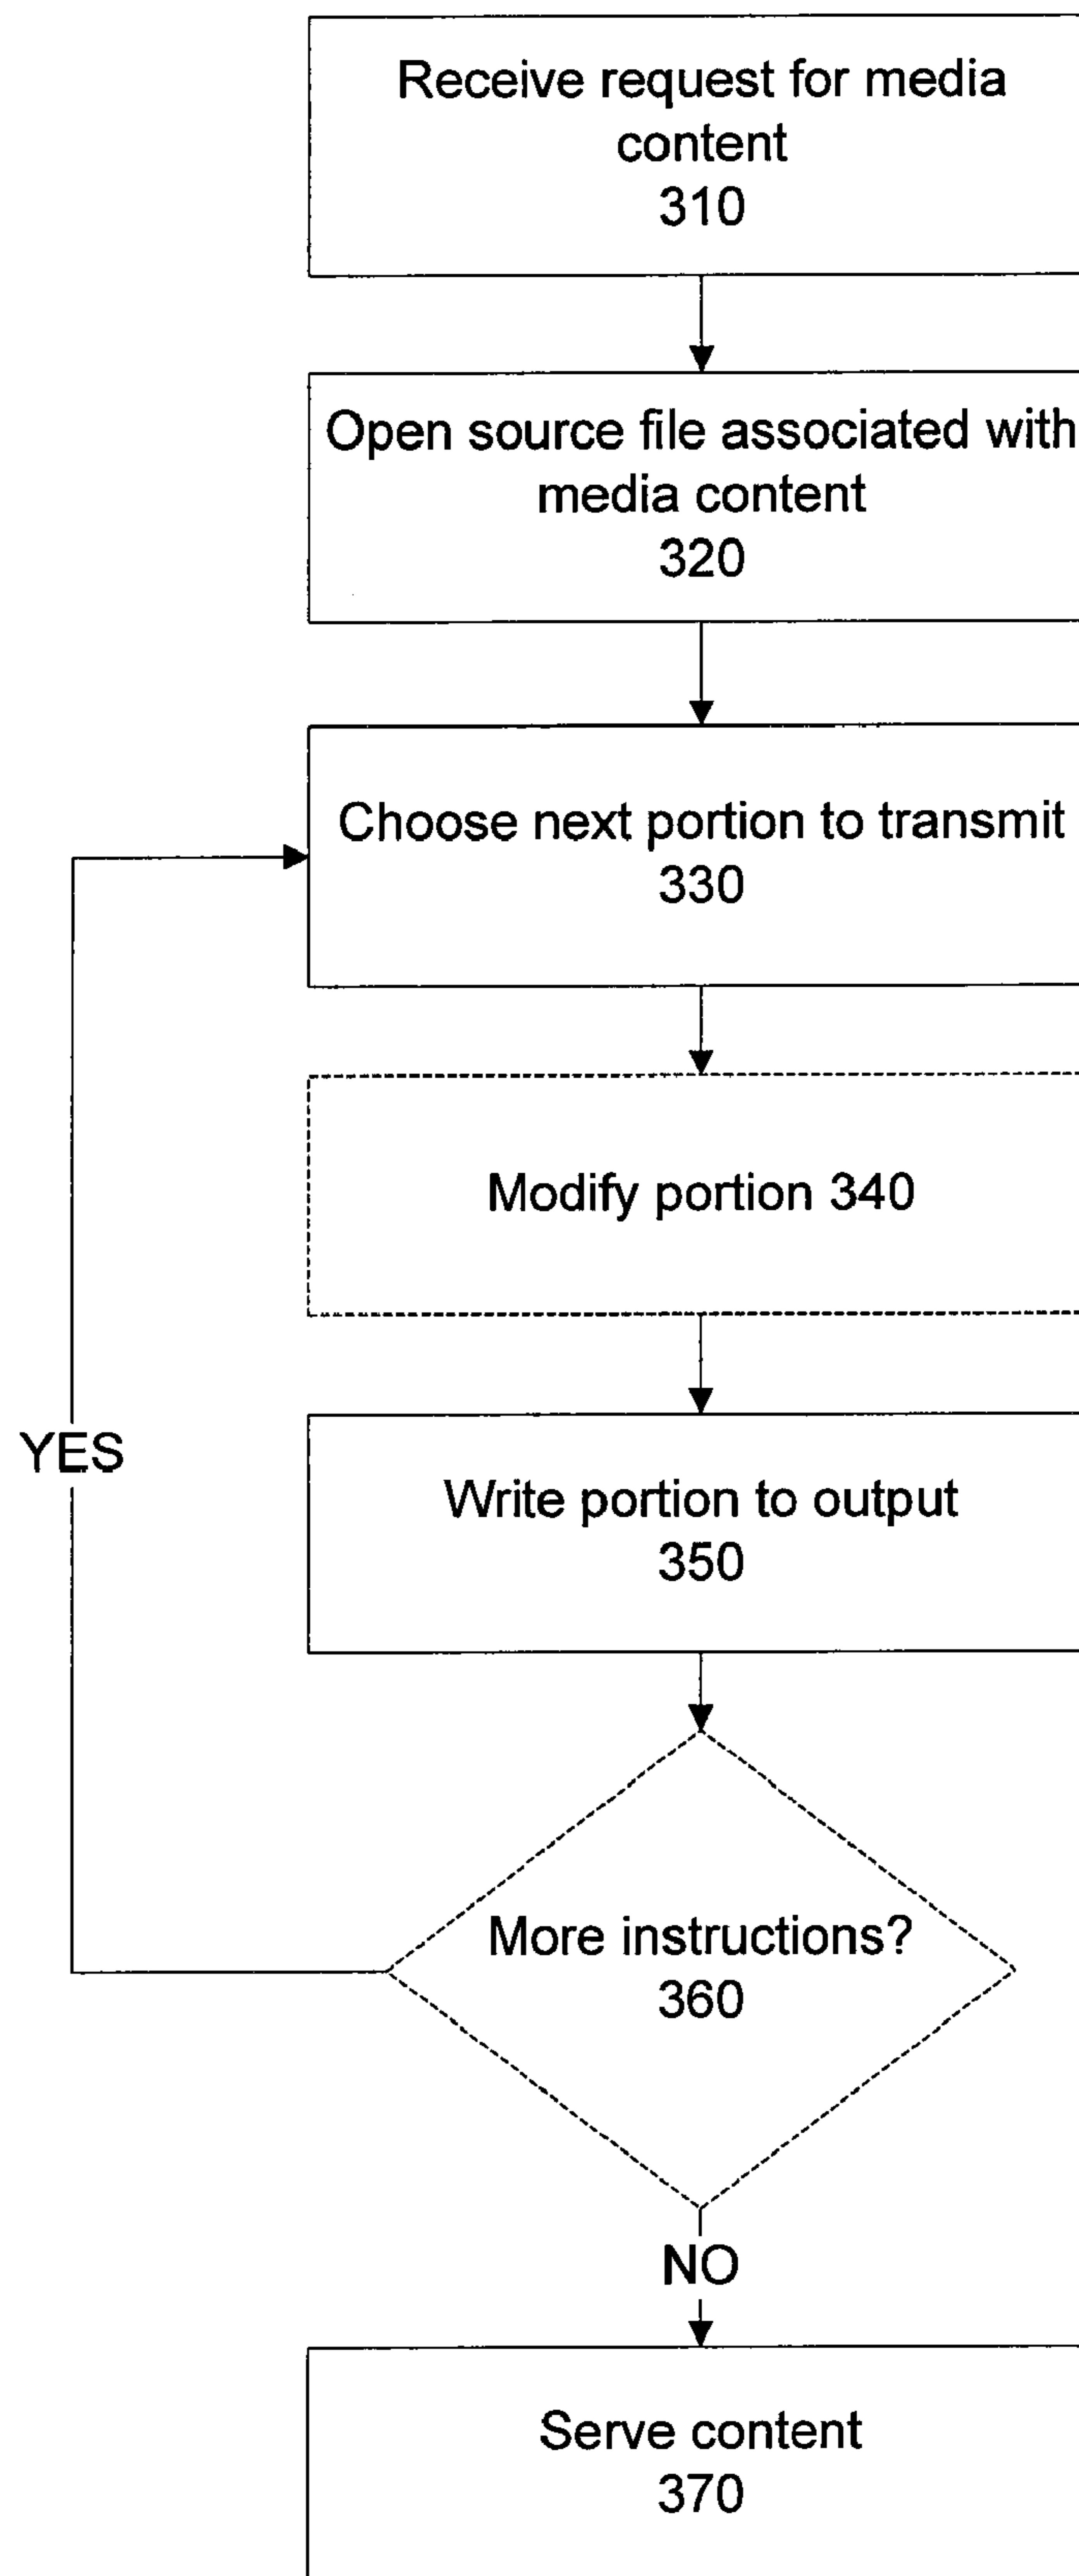 Receive request for media
content
310
Open source file associated with
media content
320
Choose next portion to transmit
330
Modify portion 340
YES
Write portion to output
350
More instructions?
360
NO
Serve content
370